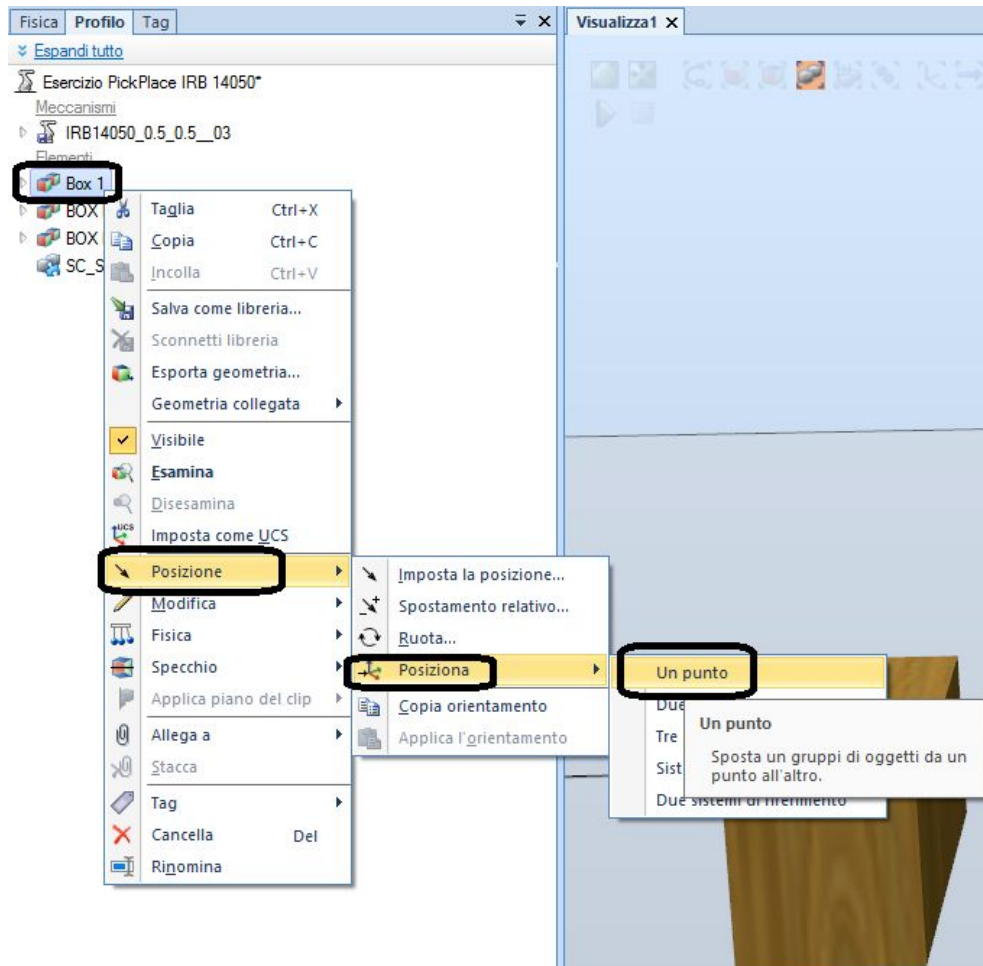 Fisica Profilo Tag
Visualizza1
Espandi tutto
Esercizio PickPlace IRB 14050*
Meccanismi
IRB14050_0.5_0.5__03
Elementi
Box 1
BOX
BOX
SC_S
Taglia Ctrl+X
Copia Ctrl+C
Incolla Ctrl+V
Salva come libreria...
Sconnetti libreria
Esporta geometria...
Geometria collegata
Visibile
Esamina
Disesamina
UCS Imposta come UCS
Posizione
Modifica
Fisica
Specchio
Applica piano del clip
Allega a
Stacca
Tag
Cancella Del
Rinomina
Imposta la posizione...
Spostamento relativo...
Ruota...
Posiziona
Copia orientamento
Applica l'orientamento
Un punto
Due
Tre
Sist
Due sistemi di riferimento
Un punto
Sposta un gruppi di oggetti da un
punto all'altro.